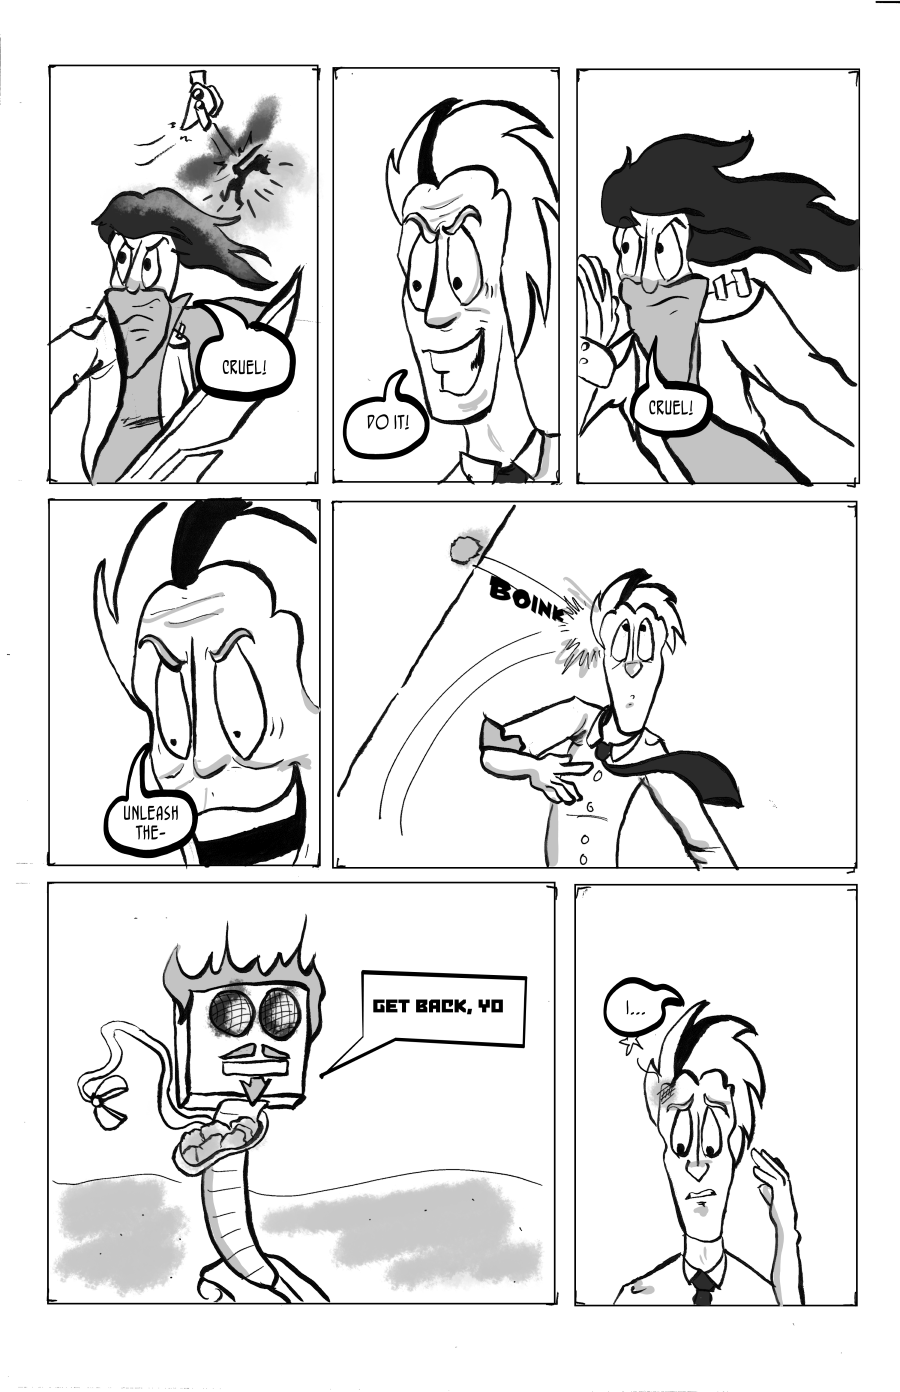 CRUEL!
DO IT!
CRUEL!
UNLEASH
THE-
BOINK
GET BACK, YO
I...